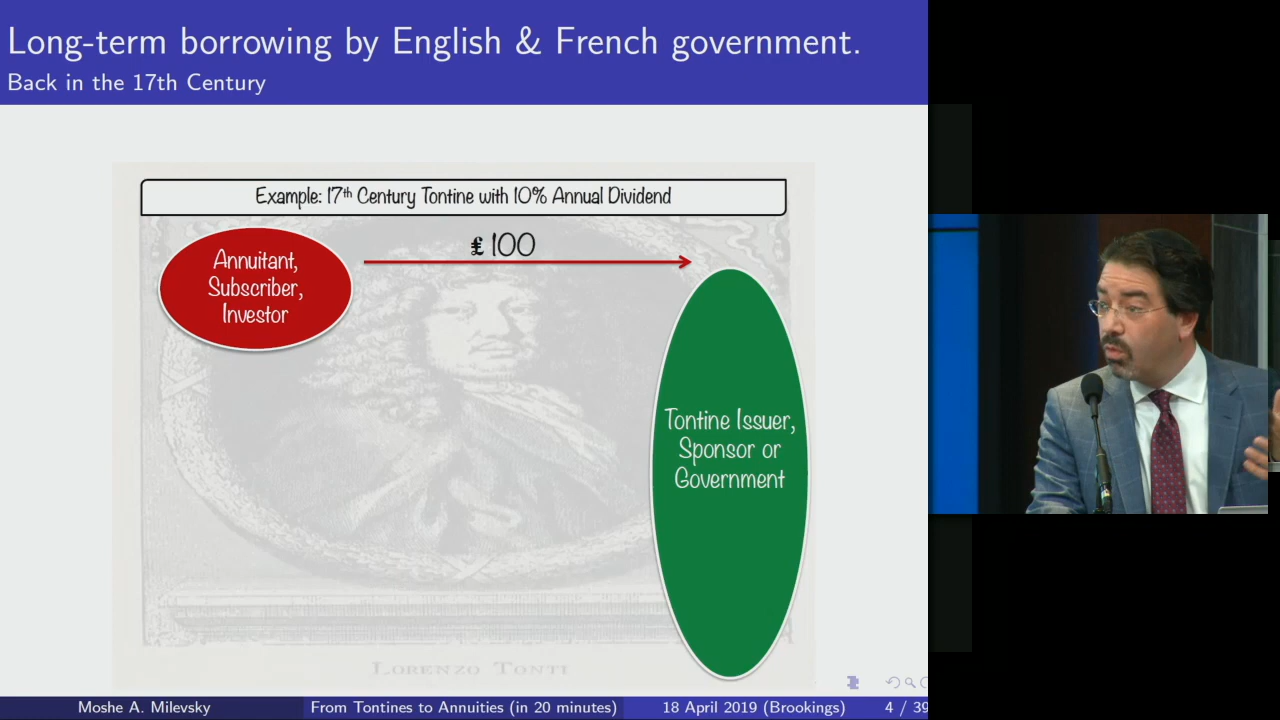 Long-term borrowing by English & French government.
Back in the 17th Century
Example: 17th Century Tontine with 10% Annual Dividend
£ 100
Annuitant,
Subscriber,
Investor
Tontine Issuer,
Sponsor or
Government
LORENZO TONTI
Moshe A. Milevsky
From Tontines to Annuities (in 20 minutes)
18 April 2019 (Brookings)
4 / 39